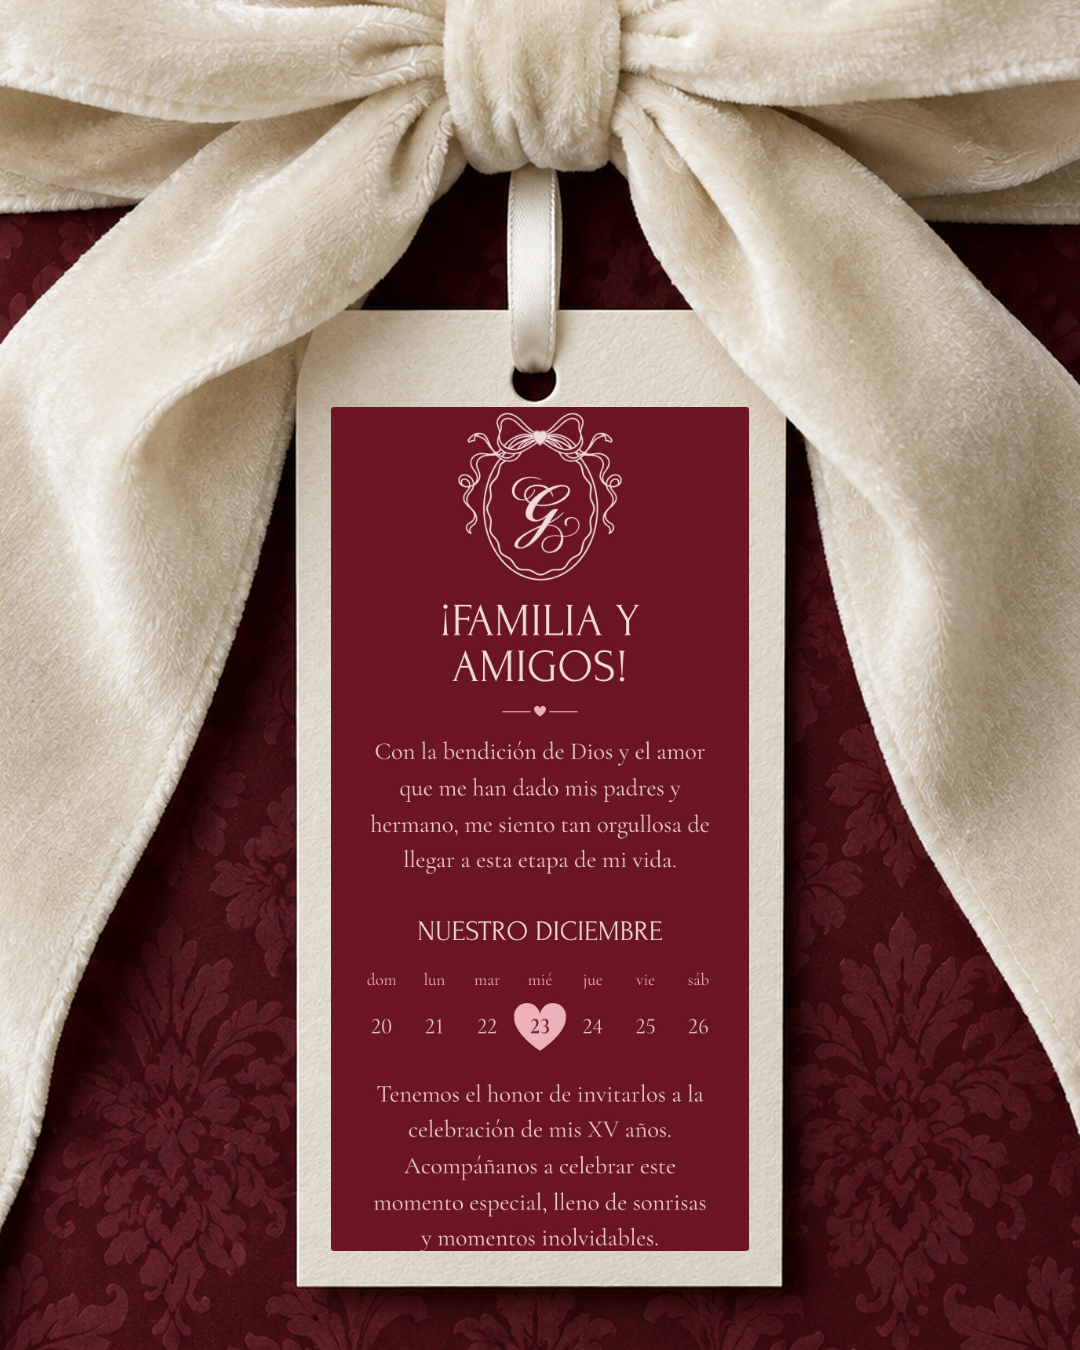 G
¡FAMILIA Y
AMIGOS!
Con la bendición de Dios y el amor
que me han dado mis padres y
hermano, me siento tan orgullosa de
llegar a esta etapa de mi vida.
NUESTRO DICIEMBRE
dom lun mar mié jue vie sáb
20 21 22 23 24 25 26
Tenemos el honor de invitarlos a la
celebración de mis XV años.
Acompáñanos a celebrar este
momento especial, lleno de sonrisas
y momentos inolvidables.